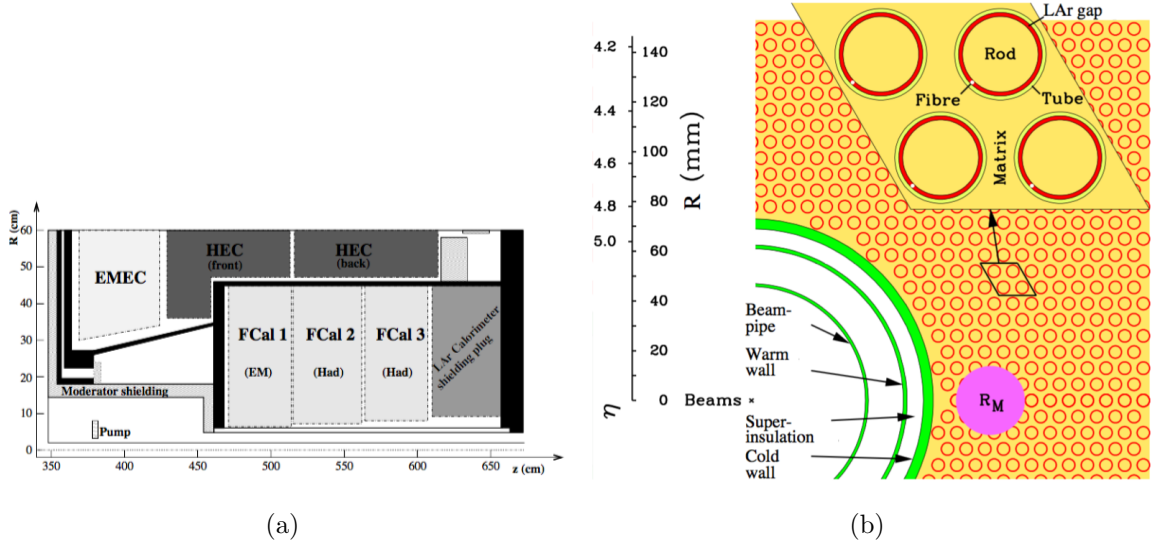 R (cm)
60
50
40
30
20
10
0
EMEC
HEC
(front)
HEC
(back)
FCal 1
(EM)
FCal 2
(Had)
FCal 3
(Had)
LAr Calorimeter
shielding plug
Moderator shielding
Pump
350
400
450
500
550
600
650
z (cm)
(a)
4.2
4.4
4.6
4.8
5.0
η
140
120
100
80
60
40
20
0
R (mm)
LAr gap
Rod
Fibre
Tube
Matrix
Beam-
pipe
Warm
wall
Beams
×
R_M
Super-
insulation
Cold
wall
(b)